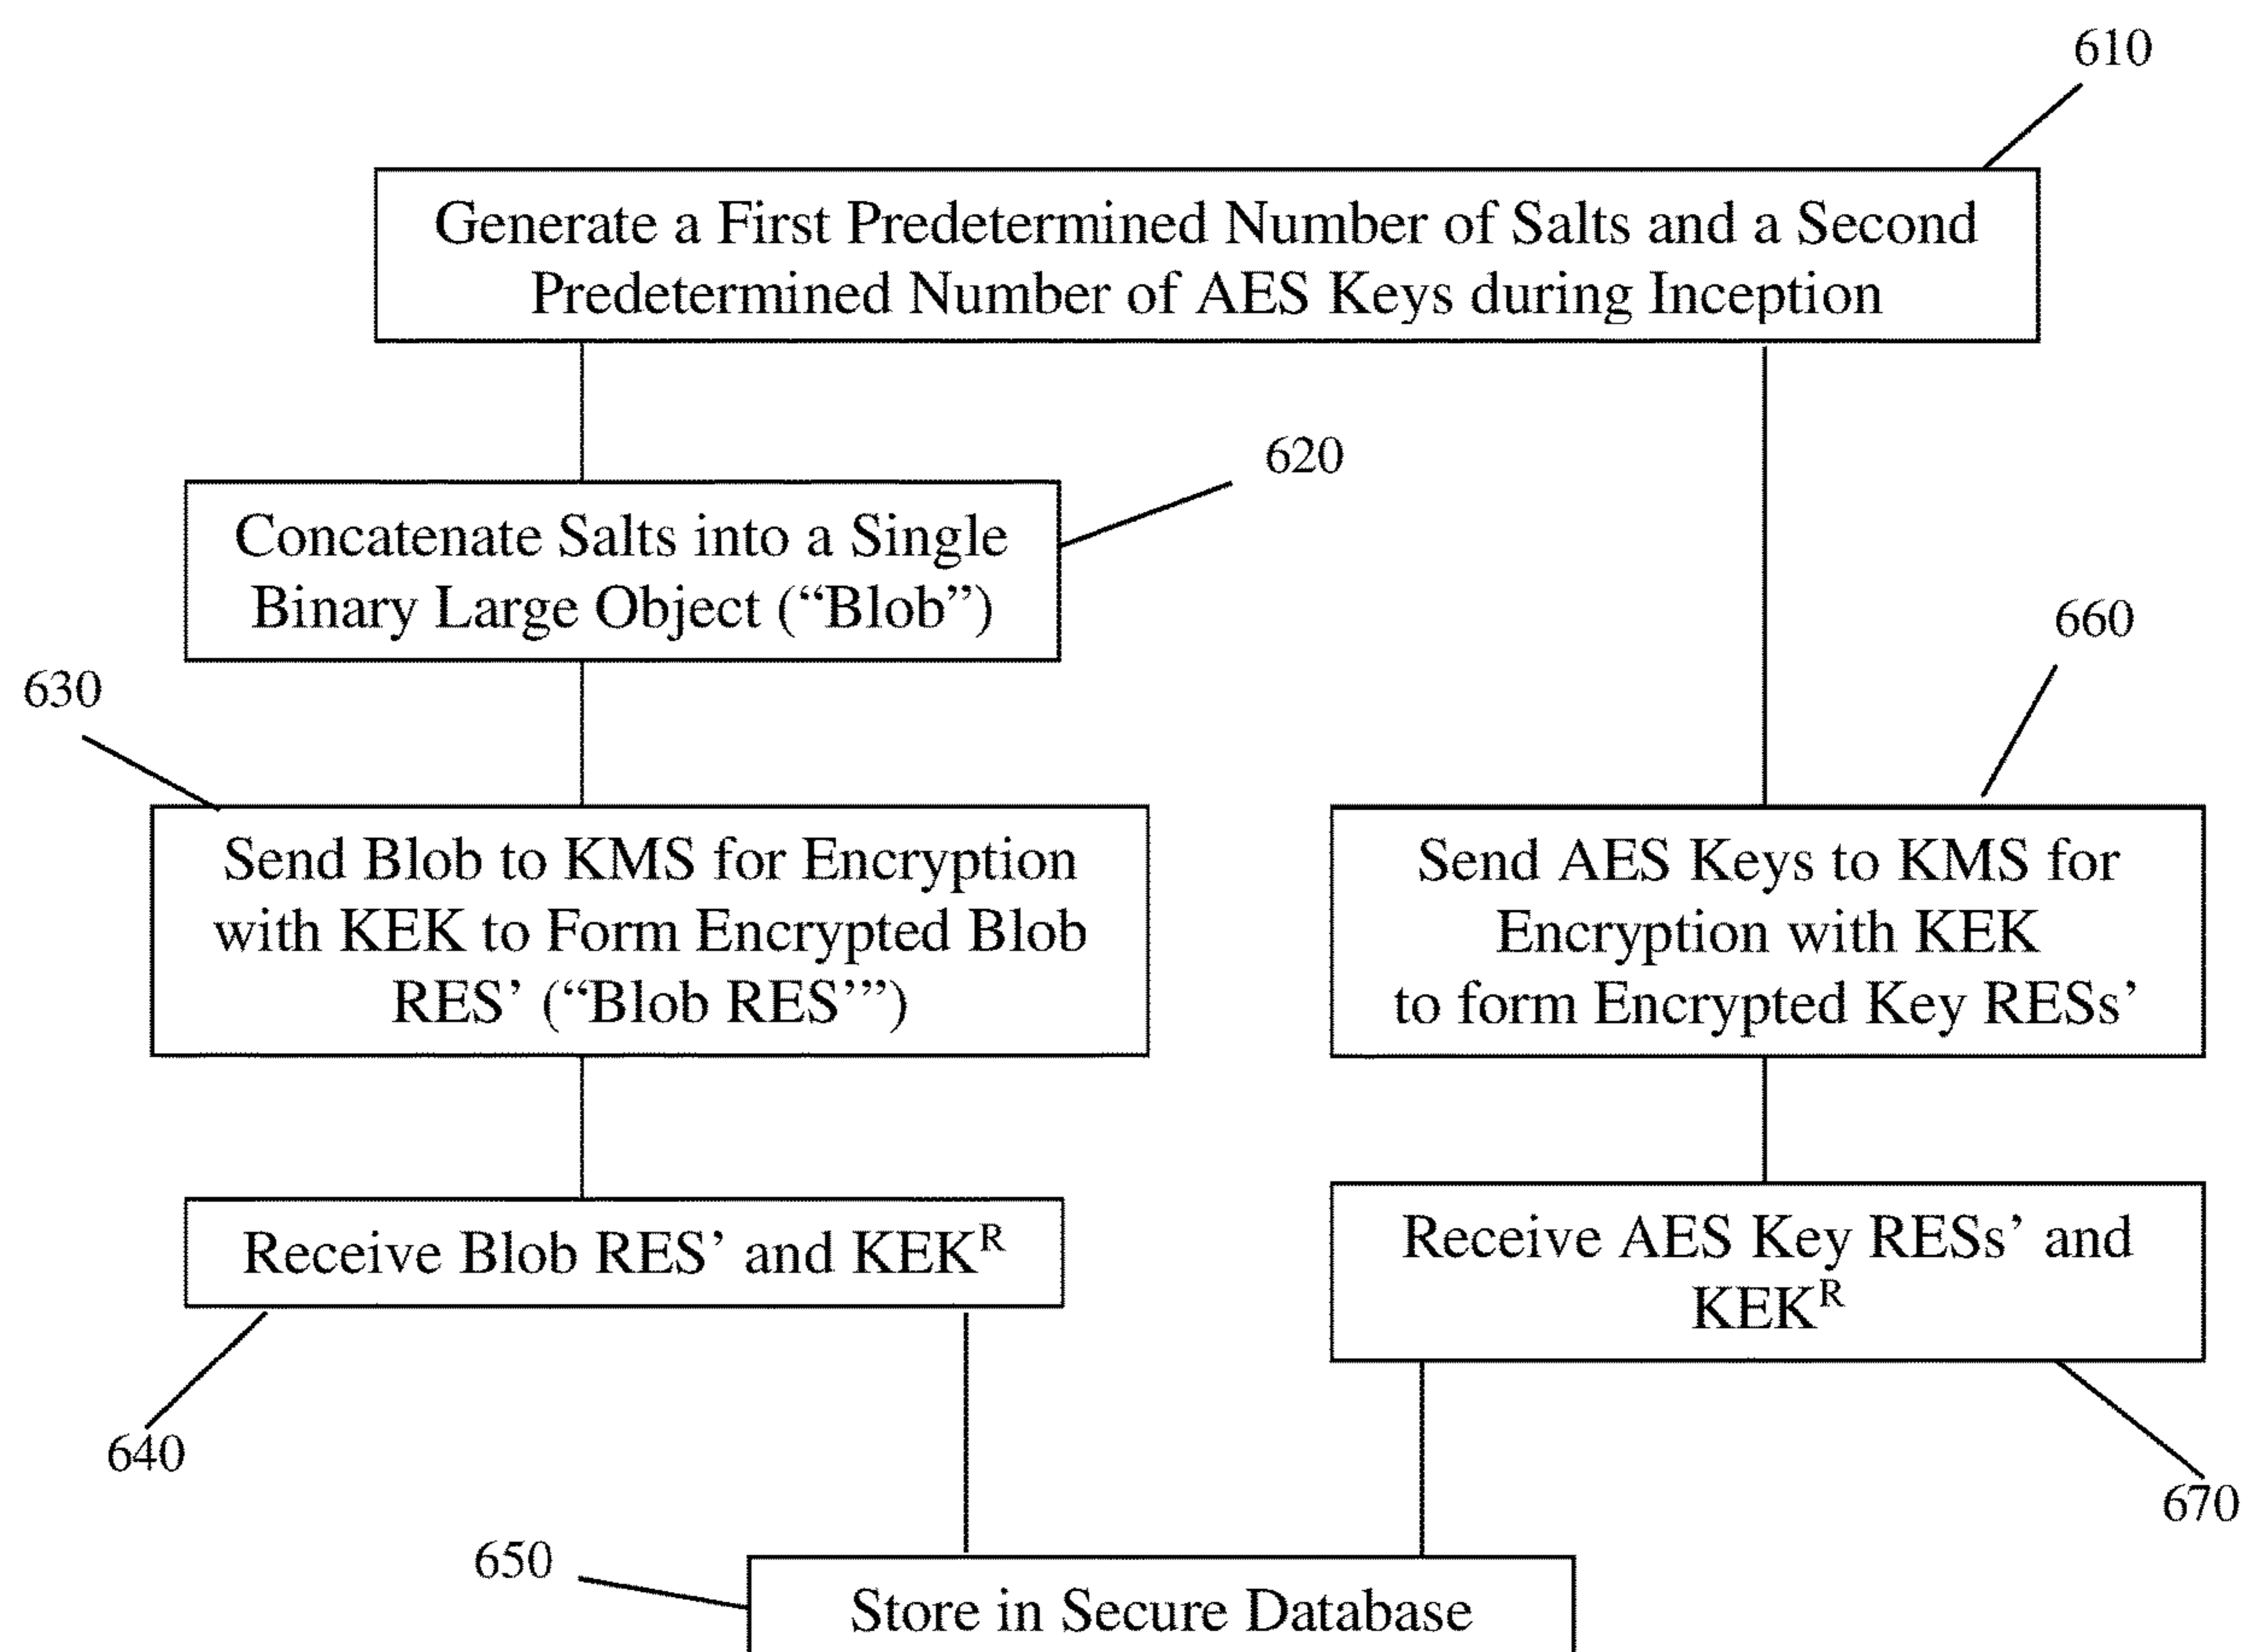 610
Generate a First Predetermined Number of Salts and a Second
Predetermined Number of AES Keys during Inception
620
Concatenate Salts into a Single
Binary Large Object (“Blob”)
630
660
Send Blob to KMS for Encryption
with KEK to Form Encrypted Blob
RES’ (“Blob RES’”)
Send AES Keys to KMS for
Encryption with KEK
to form Encrypted Key RESs’
Receive Blob RES’ and KEKᴿ
640
Receive AES Key RESs’ and
KEKᴿ
670
650
Store in Secure Database